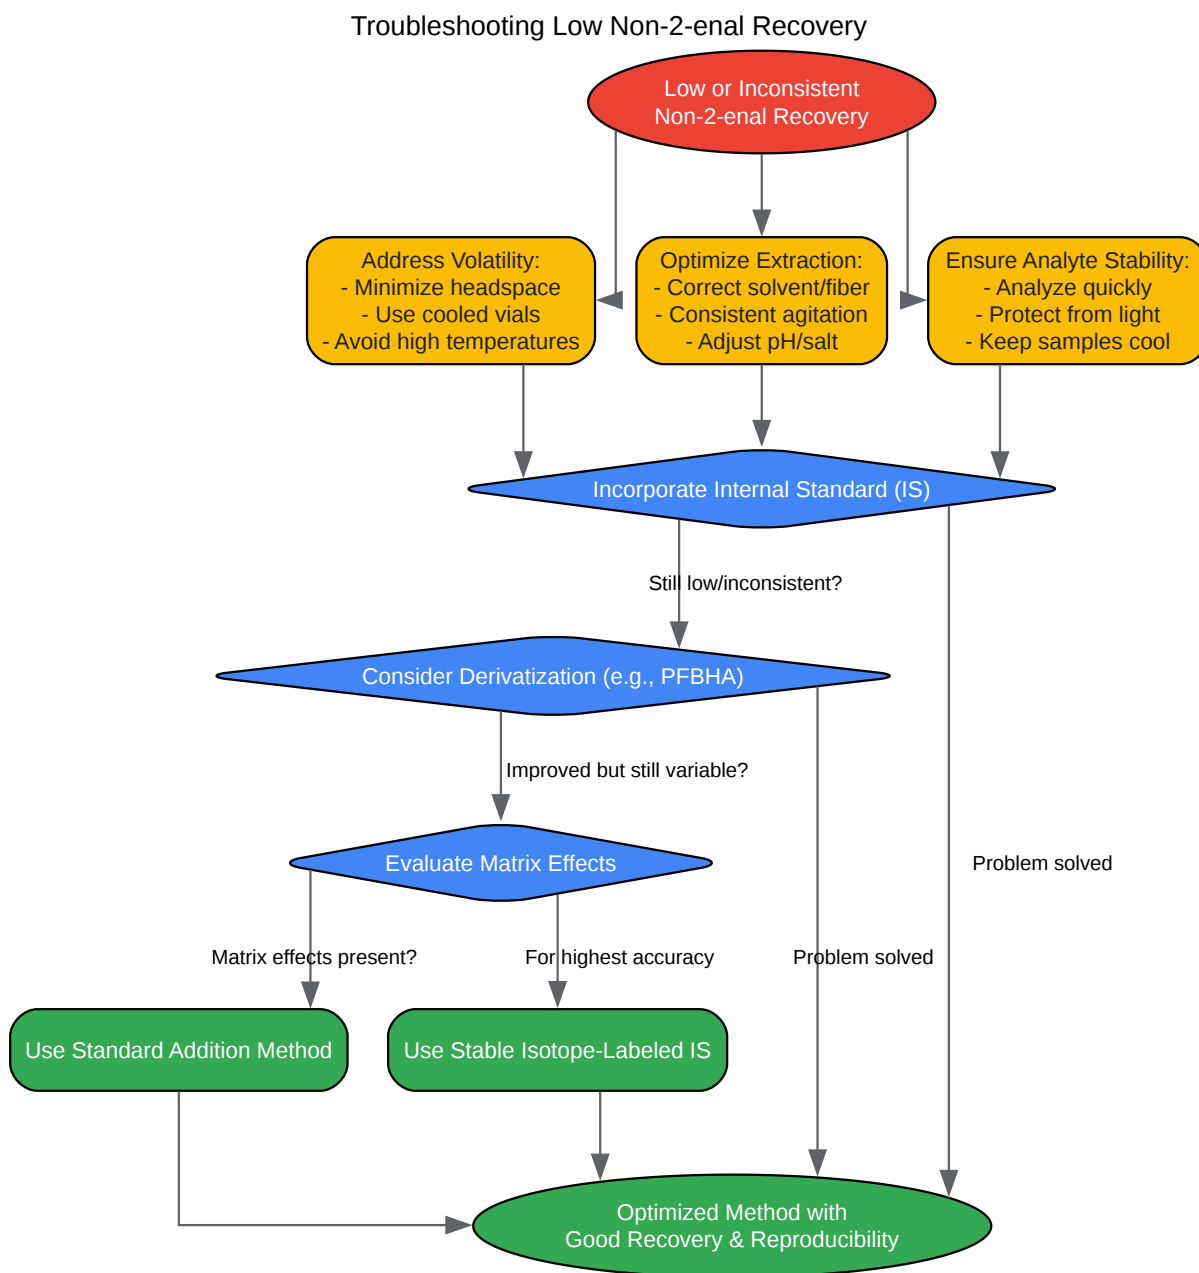 Troubleshooting Low Non-2-enal Recovery
Low or Inconsistent
Non-2-enal Recovery
Address Volatility:
- Minimize headspace
- Use cooled vials
- Avoid high temperatures
Optimize Extraction:
- Correct solvent/fiber
- Consistent agitation
- Adjust pH/salt
Ensure Analyte Stability:
- Analyze quickly
- Protect from light
- Keep samples cool
Incorporate Internal Standard (IS)
Still low/inconsistent?
Consider Derivatization (e.g., PFBHA)
Improved but still variable?
Evaluate Matrix Effects
Problem solved
Matrix effects present?
For highest accuracy
Problem solved
Use Standard Addition Method
Use Stable Isotope-Labeled IS
Optimized Method with
Good Recovery & Reproducibility